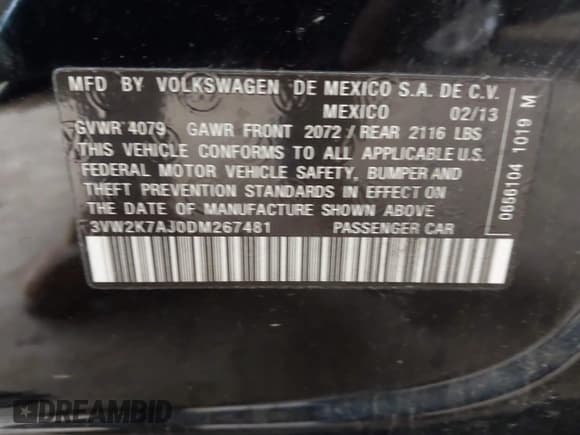 MFD BY VOLKSWAGEN DE MEXICO S.A. DE C.V.
MEXICO 02/13
GVWR 4079 GAWR FRONT 2072 / REAR 2116 LBS
THIS VEHICLE CONFORMS TO ALL APPLICABLE U.S.
FEDERAL MOTOR VEHICLE SAFETY, BUMPER AND
THEFT PREVENTION STANDARDS IN EFFECT ON
THE DATE OF MANUFACTURE SHOWN ABOVE
3VW2K7AJ0DM267481 PASSENGER CAR
0656104 1019 M
DREAMBID